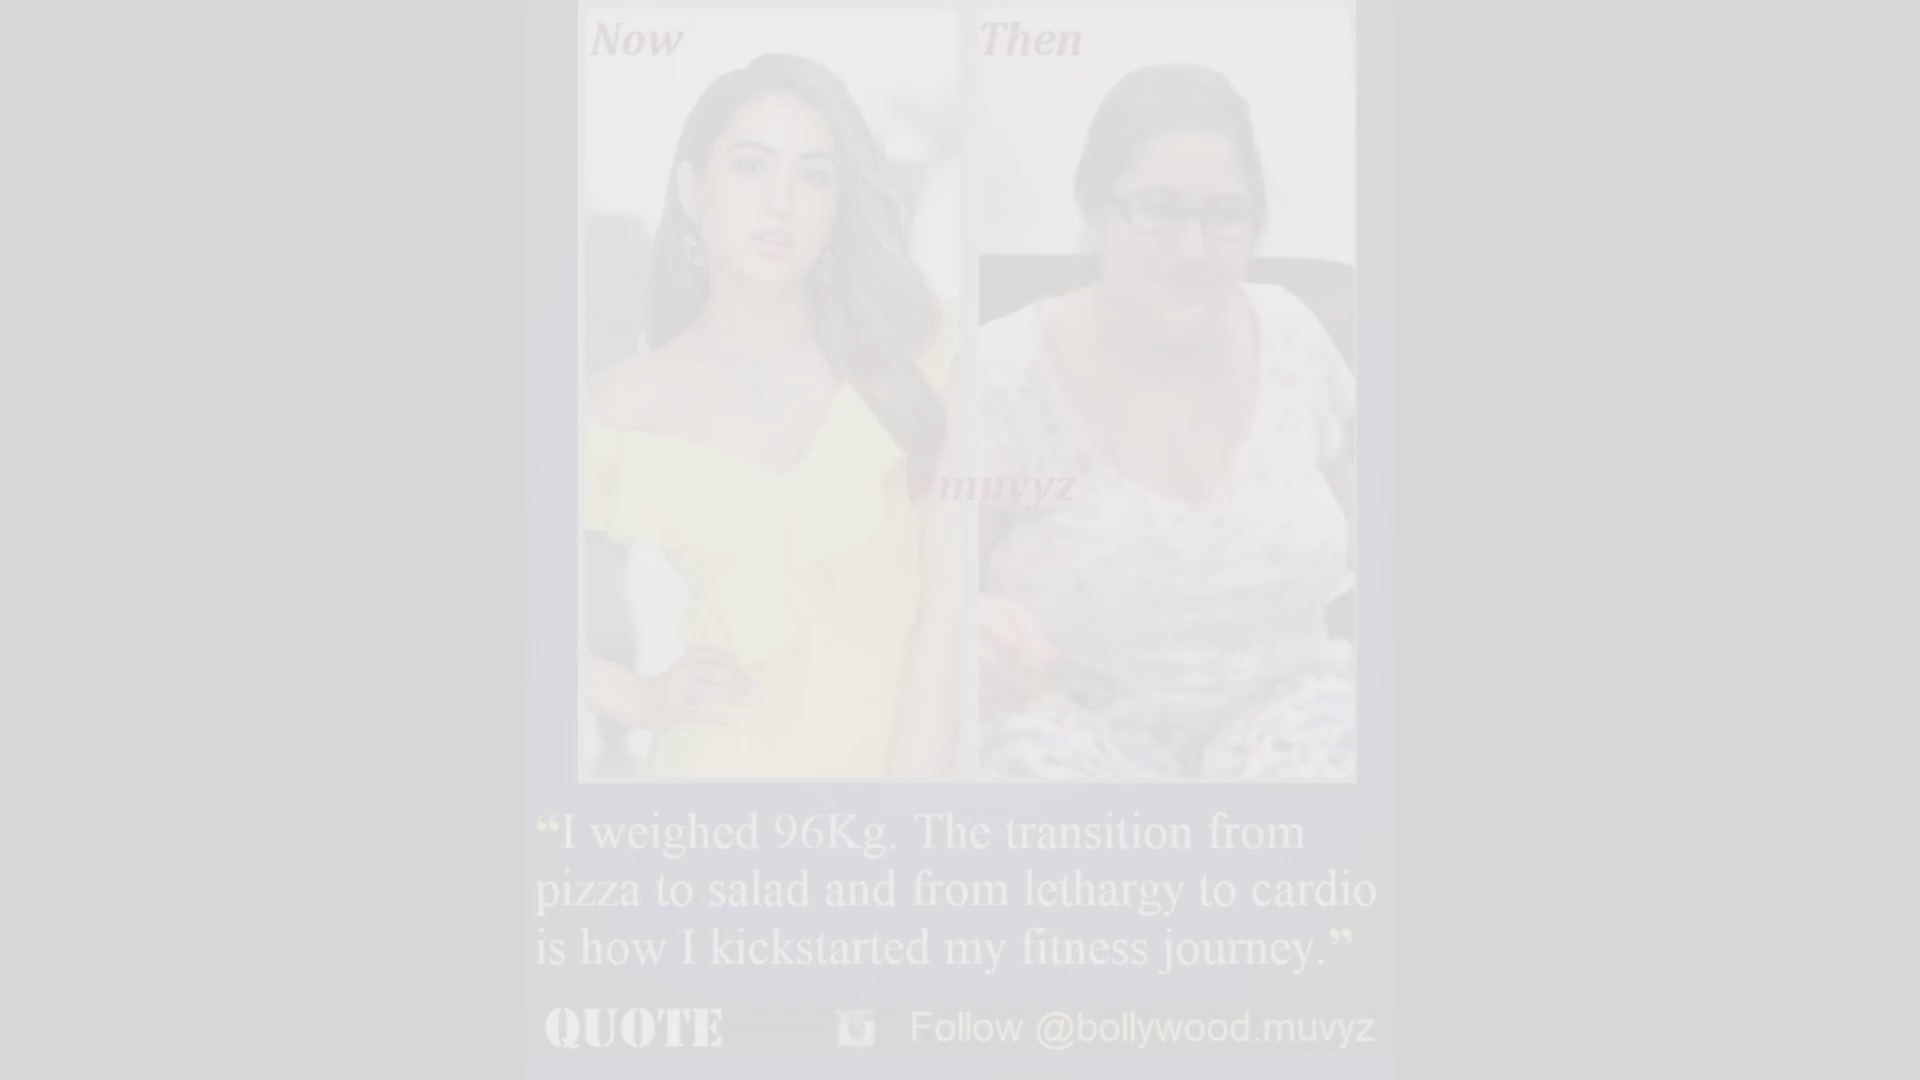 Now
Then
muvyz
“I weighed 96Kg. The transition from
pizza to salad and from lethargy to cardio
is how I kickstarted my fitness journey.”
QUOTE
Follow @bollywood.muvyz